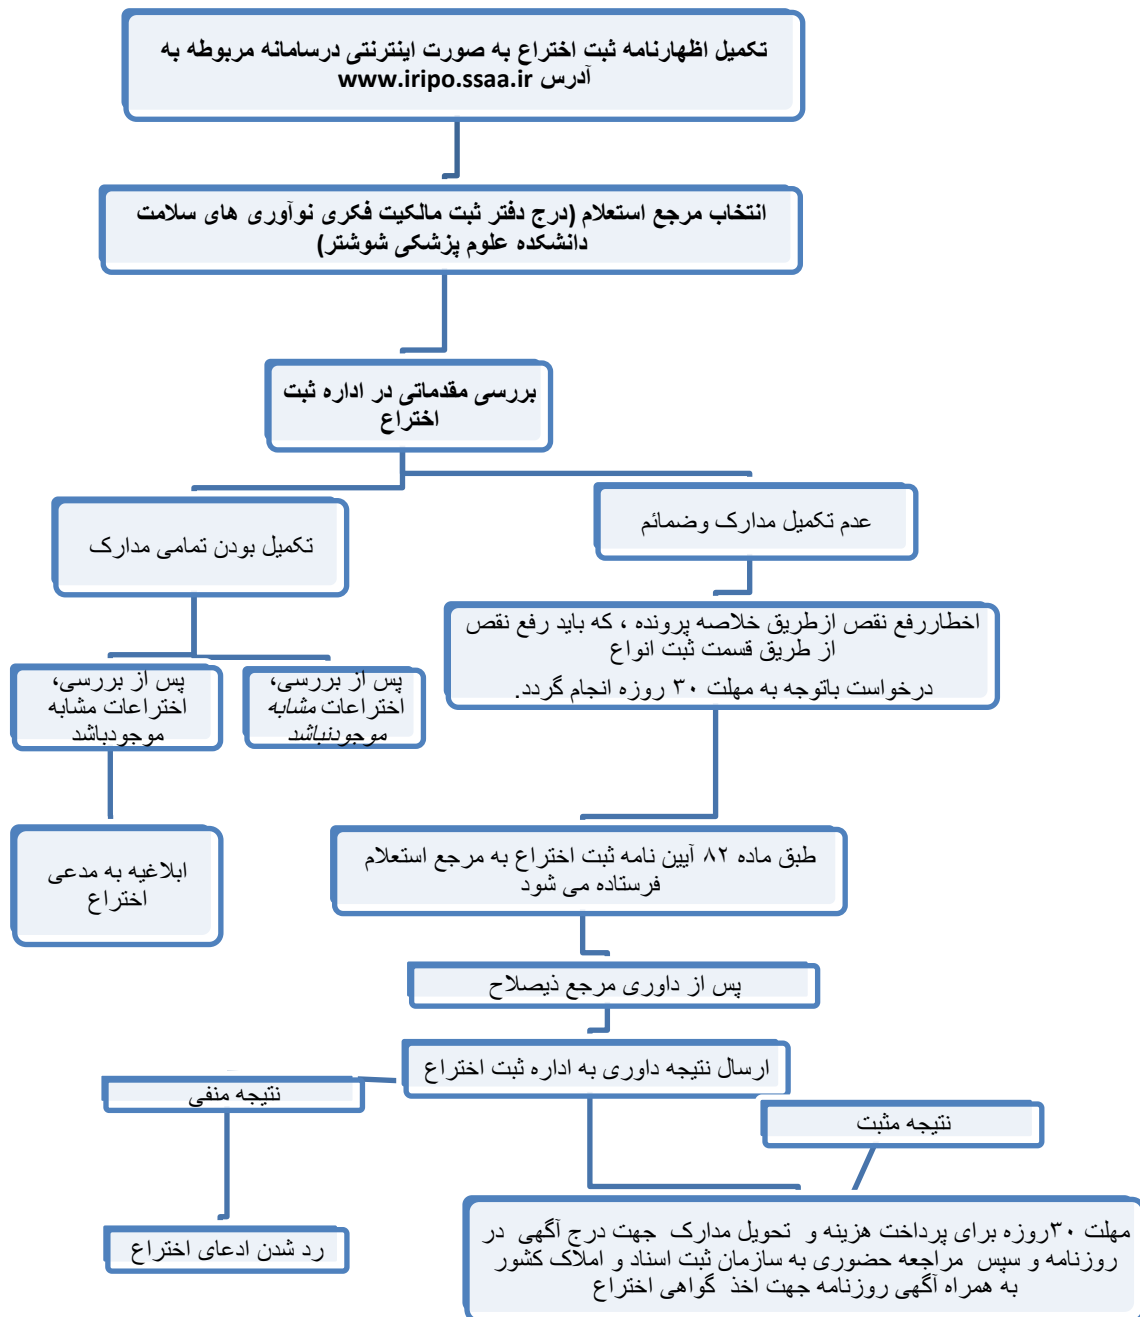 تکمیل اظهارنامه ثبت اختراع به صورت اینترنتی درسامانه مربوطه به
آدرس www.iripo.ssaa.ir
انتخاب مرجع استعلام (درج دفتر ثبت مالکیت فکری نوآوری های سلامت
دانشکده علوم پزشکی شوشتر)
بررسی مقدماتی در اداره ثبت
اختراع
عدم تکمیل مدارک وضمائم
تکمیل بودن تمامی مدارک
اخطاررفع نقص ازطریق خلاصه پرونده ، که باید رفع نقص
از طریق قسمت ثبت انواع
درخواست باتوجه به مهلت ۳۰ روزه انجام گردد.
پس از بررسی،
اختراعات مشابه
موجودنباشد
پس از بررسی،
اختراعات مشابه
موجودباشد
ابلاغیه به مدعی
اختراع
طبق ماده ۸۲ آیین نامه ثبت اختراع به مرجع استعلام
فرستاده می شود
پس از داوری مرجع ذیصلاح
ارسال نتیجه داوری به اداره ثبت اختراع
نتیجه منفی
نتیجه مثبت
رد شدن ادعای اختراع
مهلت ۳۰روزه برای پرداخت هزینه و تحویل مدارک جهت درج آگهی در
روزنامه و سپس مراجعه حضوری به سازمان ثبت اسناد و املاک کشور
به همراه آگهی روزنامه جهت اخذ گواهی اختراع